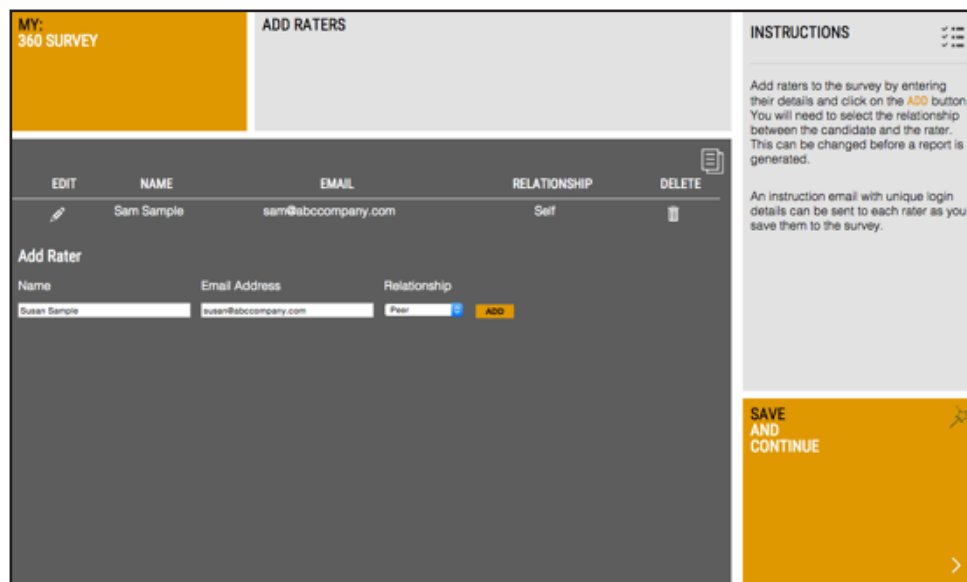 MY:
360 SURVEY
ADD RATERS
EDIT NAME EMAIL RELATIONSHIP DELETE
Sam Sample sam@abccompany.com Self
Add Rater
Name Email Address Relationship
Susan Sample susan@abccompany.com Peer ADD
INSTRUCTIONS
Add raters to the survey by entering
their details and click on the ADD button.
You will need to select the relationship
between the candidate and the rater.
This can be changed before a report is
generated.
An instruction email with unique login
details can be sent to each rater as you
save them to the survey.
SAVE
AND
CONTINUE